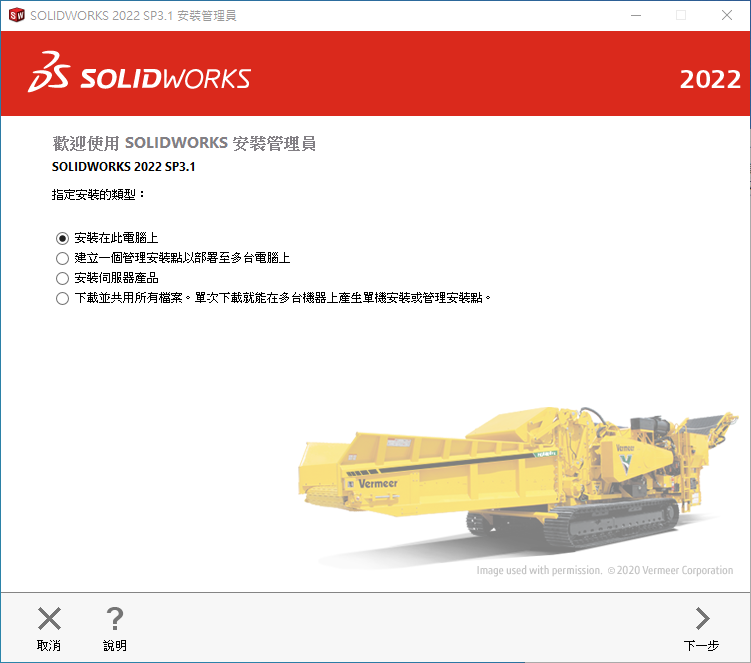 SOLIDWORKS 2022 SP3.1 安裝管理員
SOLIDWORKS
2022
歡迎使用 SOLIDWORKS 安裝管理員
SOLIDWORKS 2022 SP3.1
指定安裝的類型：
安裝在此電腦上
建立一個管理安裝點以部署至多台電腦上
安裝伺服器產品
下載並共用所有檔案。單次下載就能在多台機器上產生單機安裝或管理安裝點。
Vermeer
Vermeer
Image used with permission. ©2020 Vermeer Corporation
取消
說明
下一步